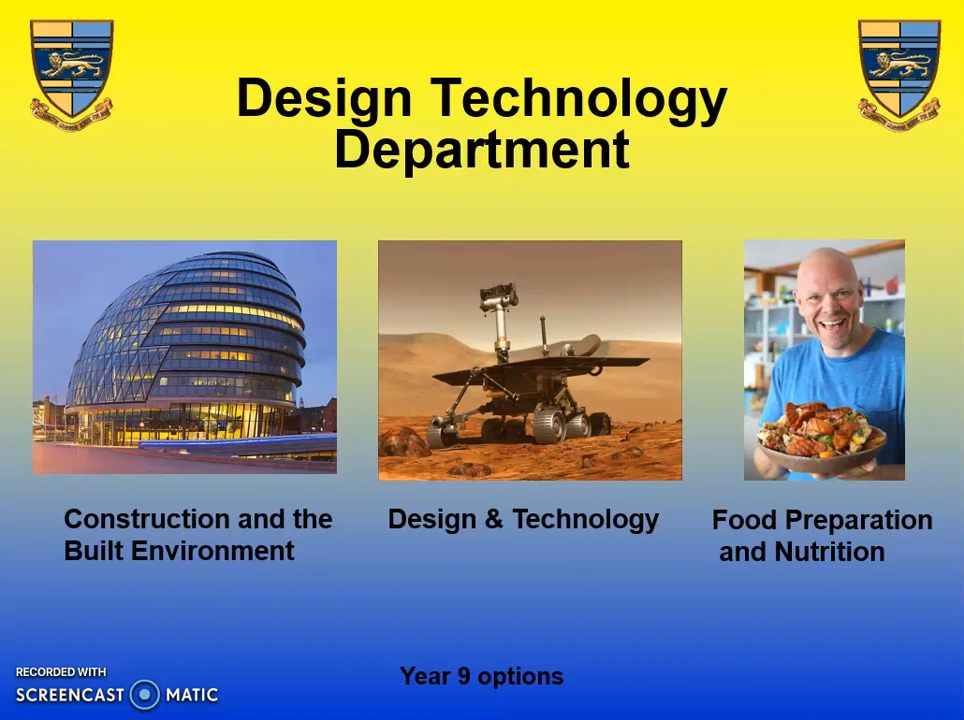 Design Technology
Department
Construction and the
Built Environment
Design & Technology
Food Preparation
and Nutrition
Year 9 options
RECORDED WITH
SCREENCAST MATIC